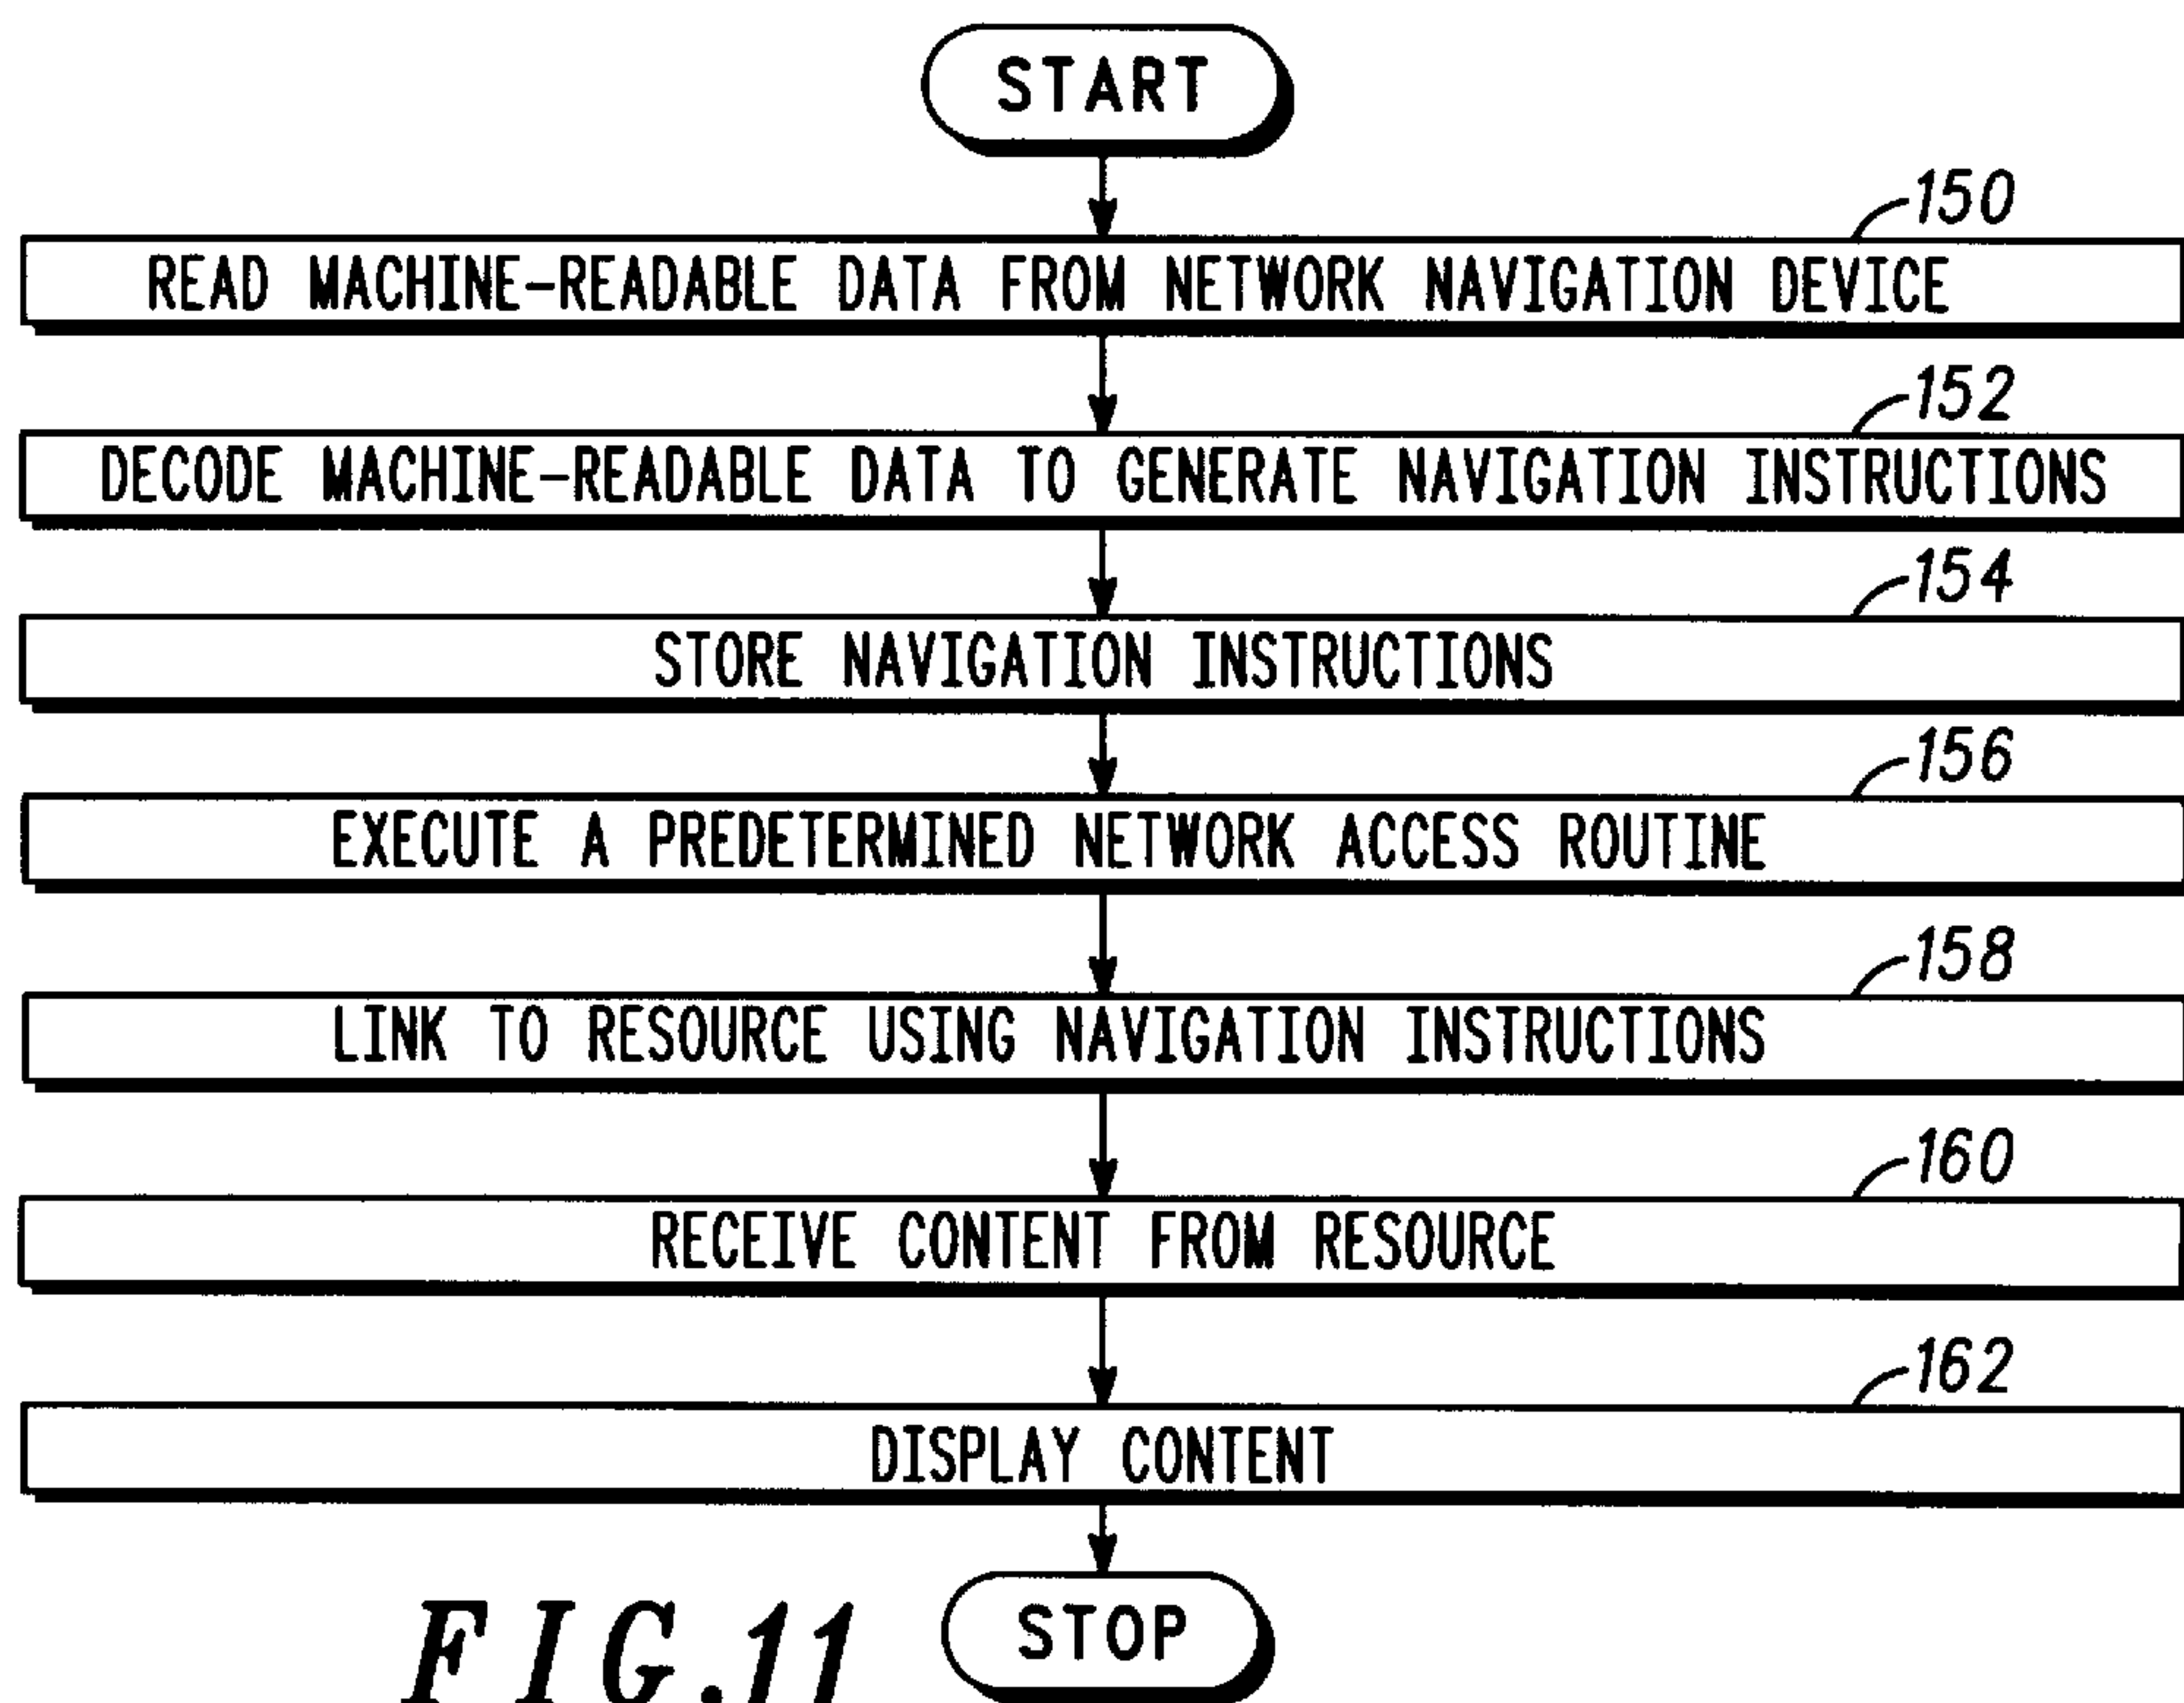 START
150
READ MACHINE-READABLE DATA FROM NETWORK NAVIGATION DEVICE
152
DECODE MACHINE-READABLE DATA TO GENERATE NAVIGATION INSTRUCTIONS
154
STORE NAVIGATION INSTRUCTIONS
156
EXECUTE A PREDETERMINED NETWORK ACCESS ROUTINE
158
LINK TO RESOURCE USING NAVIGATION INSTRUCTIONS
160
RECEIVE CONTENT FROM RESOURCE
162
DISPLAY CONTENT
STOP
FIG.11